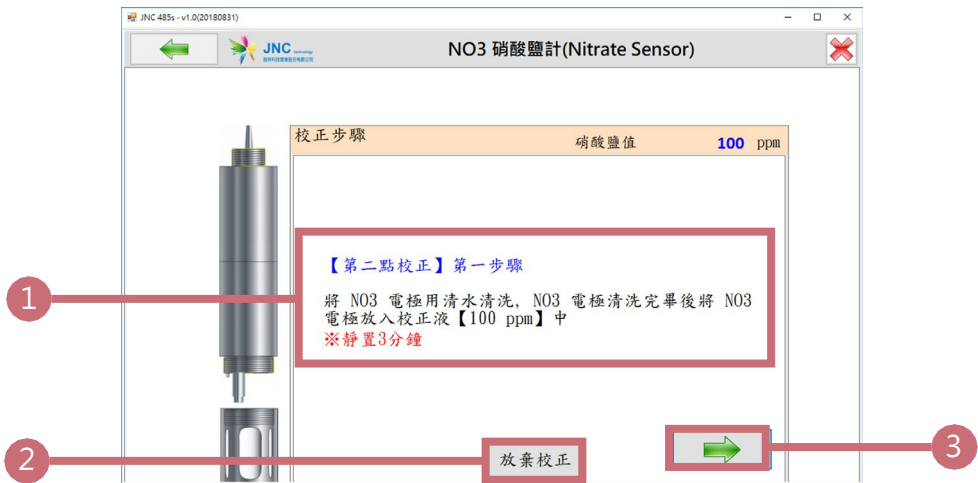 JNC 485s - v1.0(20180831)
JNC technology
NO3 硝酸鹽計(Nitrate Sensor)
校正步驟 硝酸鹽值 100 ppm
【第二點校正】第一步驟
將 NO3 電極用清水清洗, NO3 電極清洗完畢後將 NO3
電極放入校正液【100 ppm】中
※靜置3分鐘
1
放棄校正
2
3